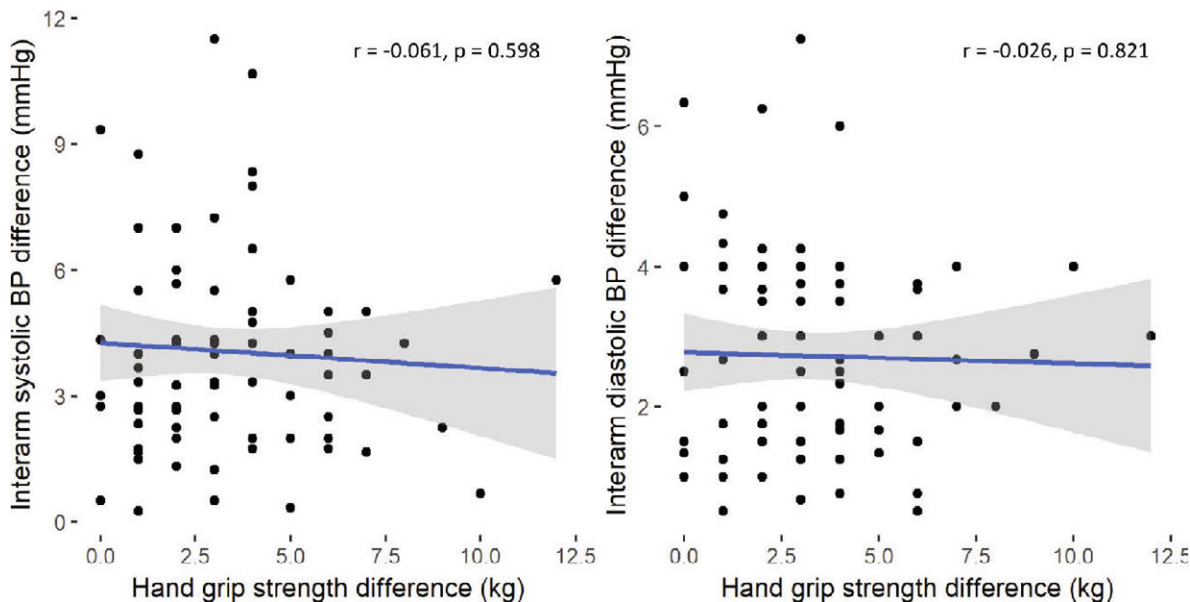 r = -0.061, p = 0.598
Interarm systolic BP difference (mmHg)
12
9
6
3
0
0.0 2.5 5.0 7.5 10.0 12.5
Hand grip strength difference (kg)
r = -0.026, p = 0.821
Interarm diastolic BP difference (mmHg)
6
4
2
0.0 2.5 5.0 7.5 10.0 12.5
Hand grip strength difference (kg)